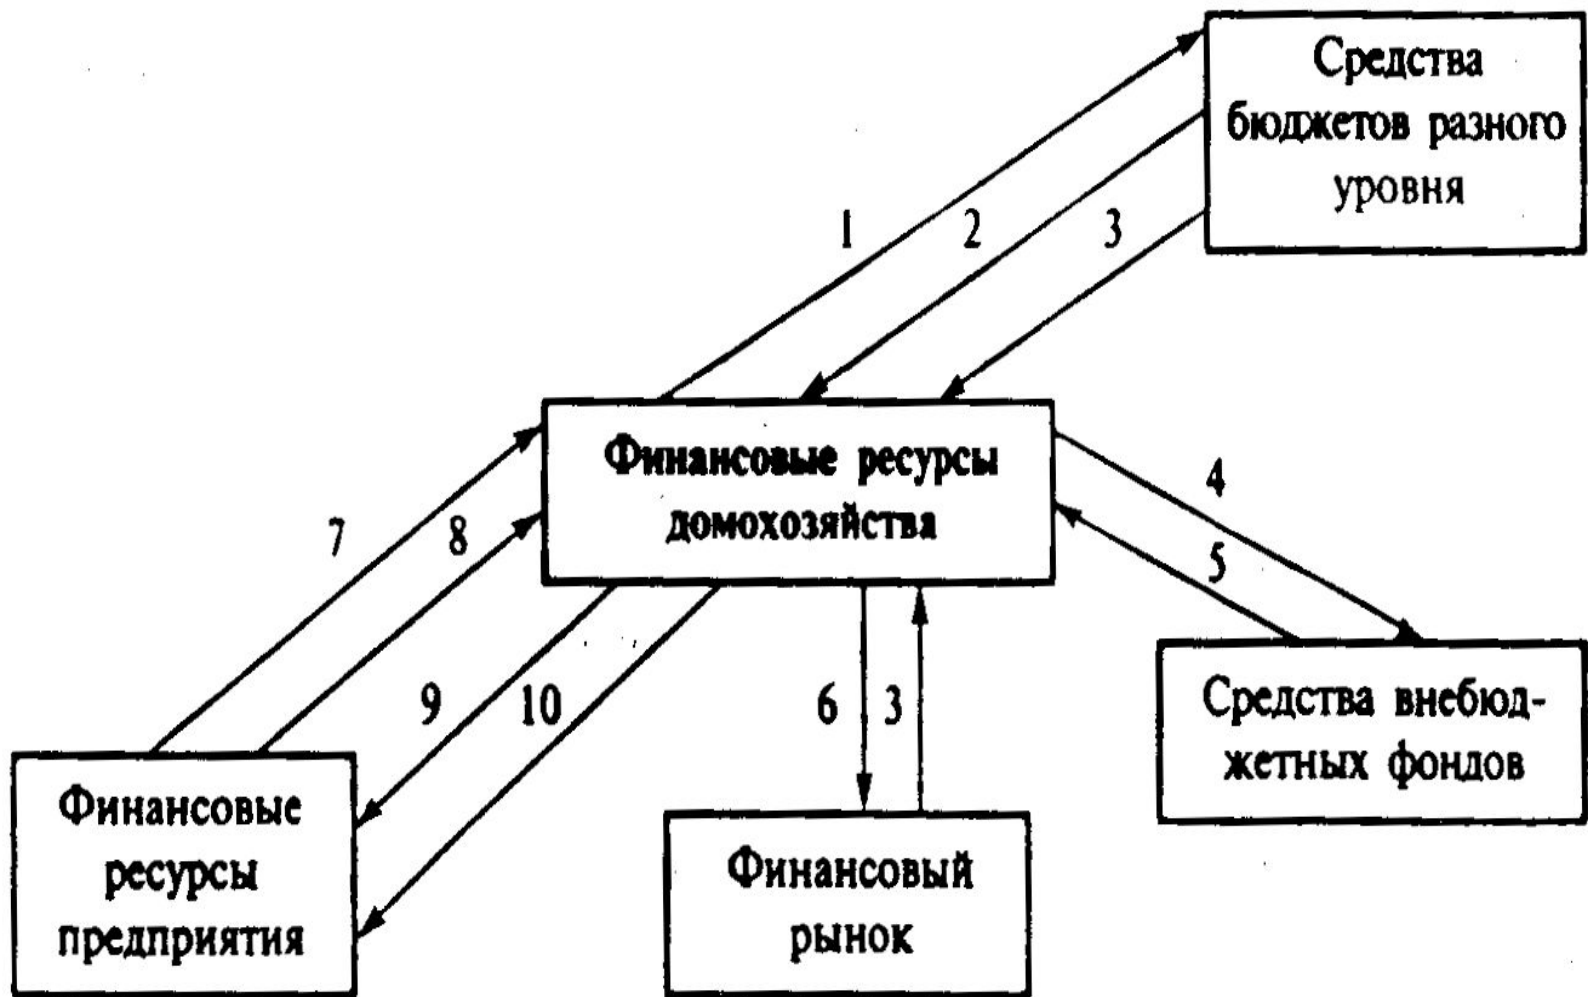 Средства
бюджетов разного
уровня
1
2
3
Финансовые ресурсы
домохозяйства
4
5
7
8
9
10
6
3
Средства внебюд-
жетных фондов
Финансовые
ресурсы
предприятия
Финансовый
рынок